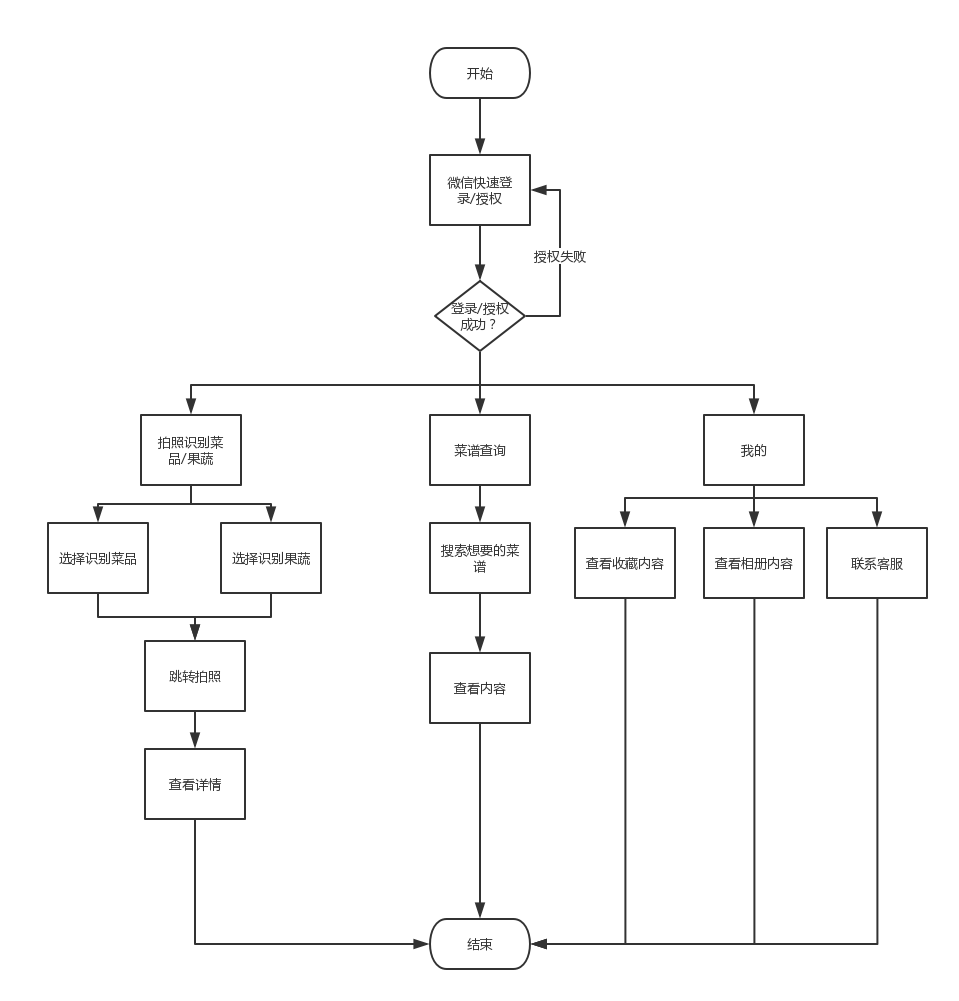 开始
微信快速登
录/授权
授权失败
登录/授权
成功？
拍照识别菜
品/果蔬
菜谱查询
我的
选择识别菜品
选择识别果蔬
搜索想要的菜
谱
查看收藏内容
查看相册内容
联系客服
跳转拍照
查看内容
查看详情
结束